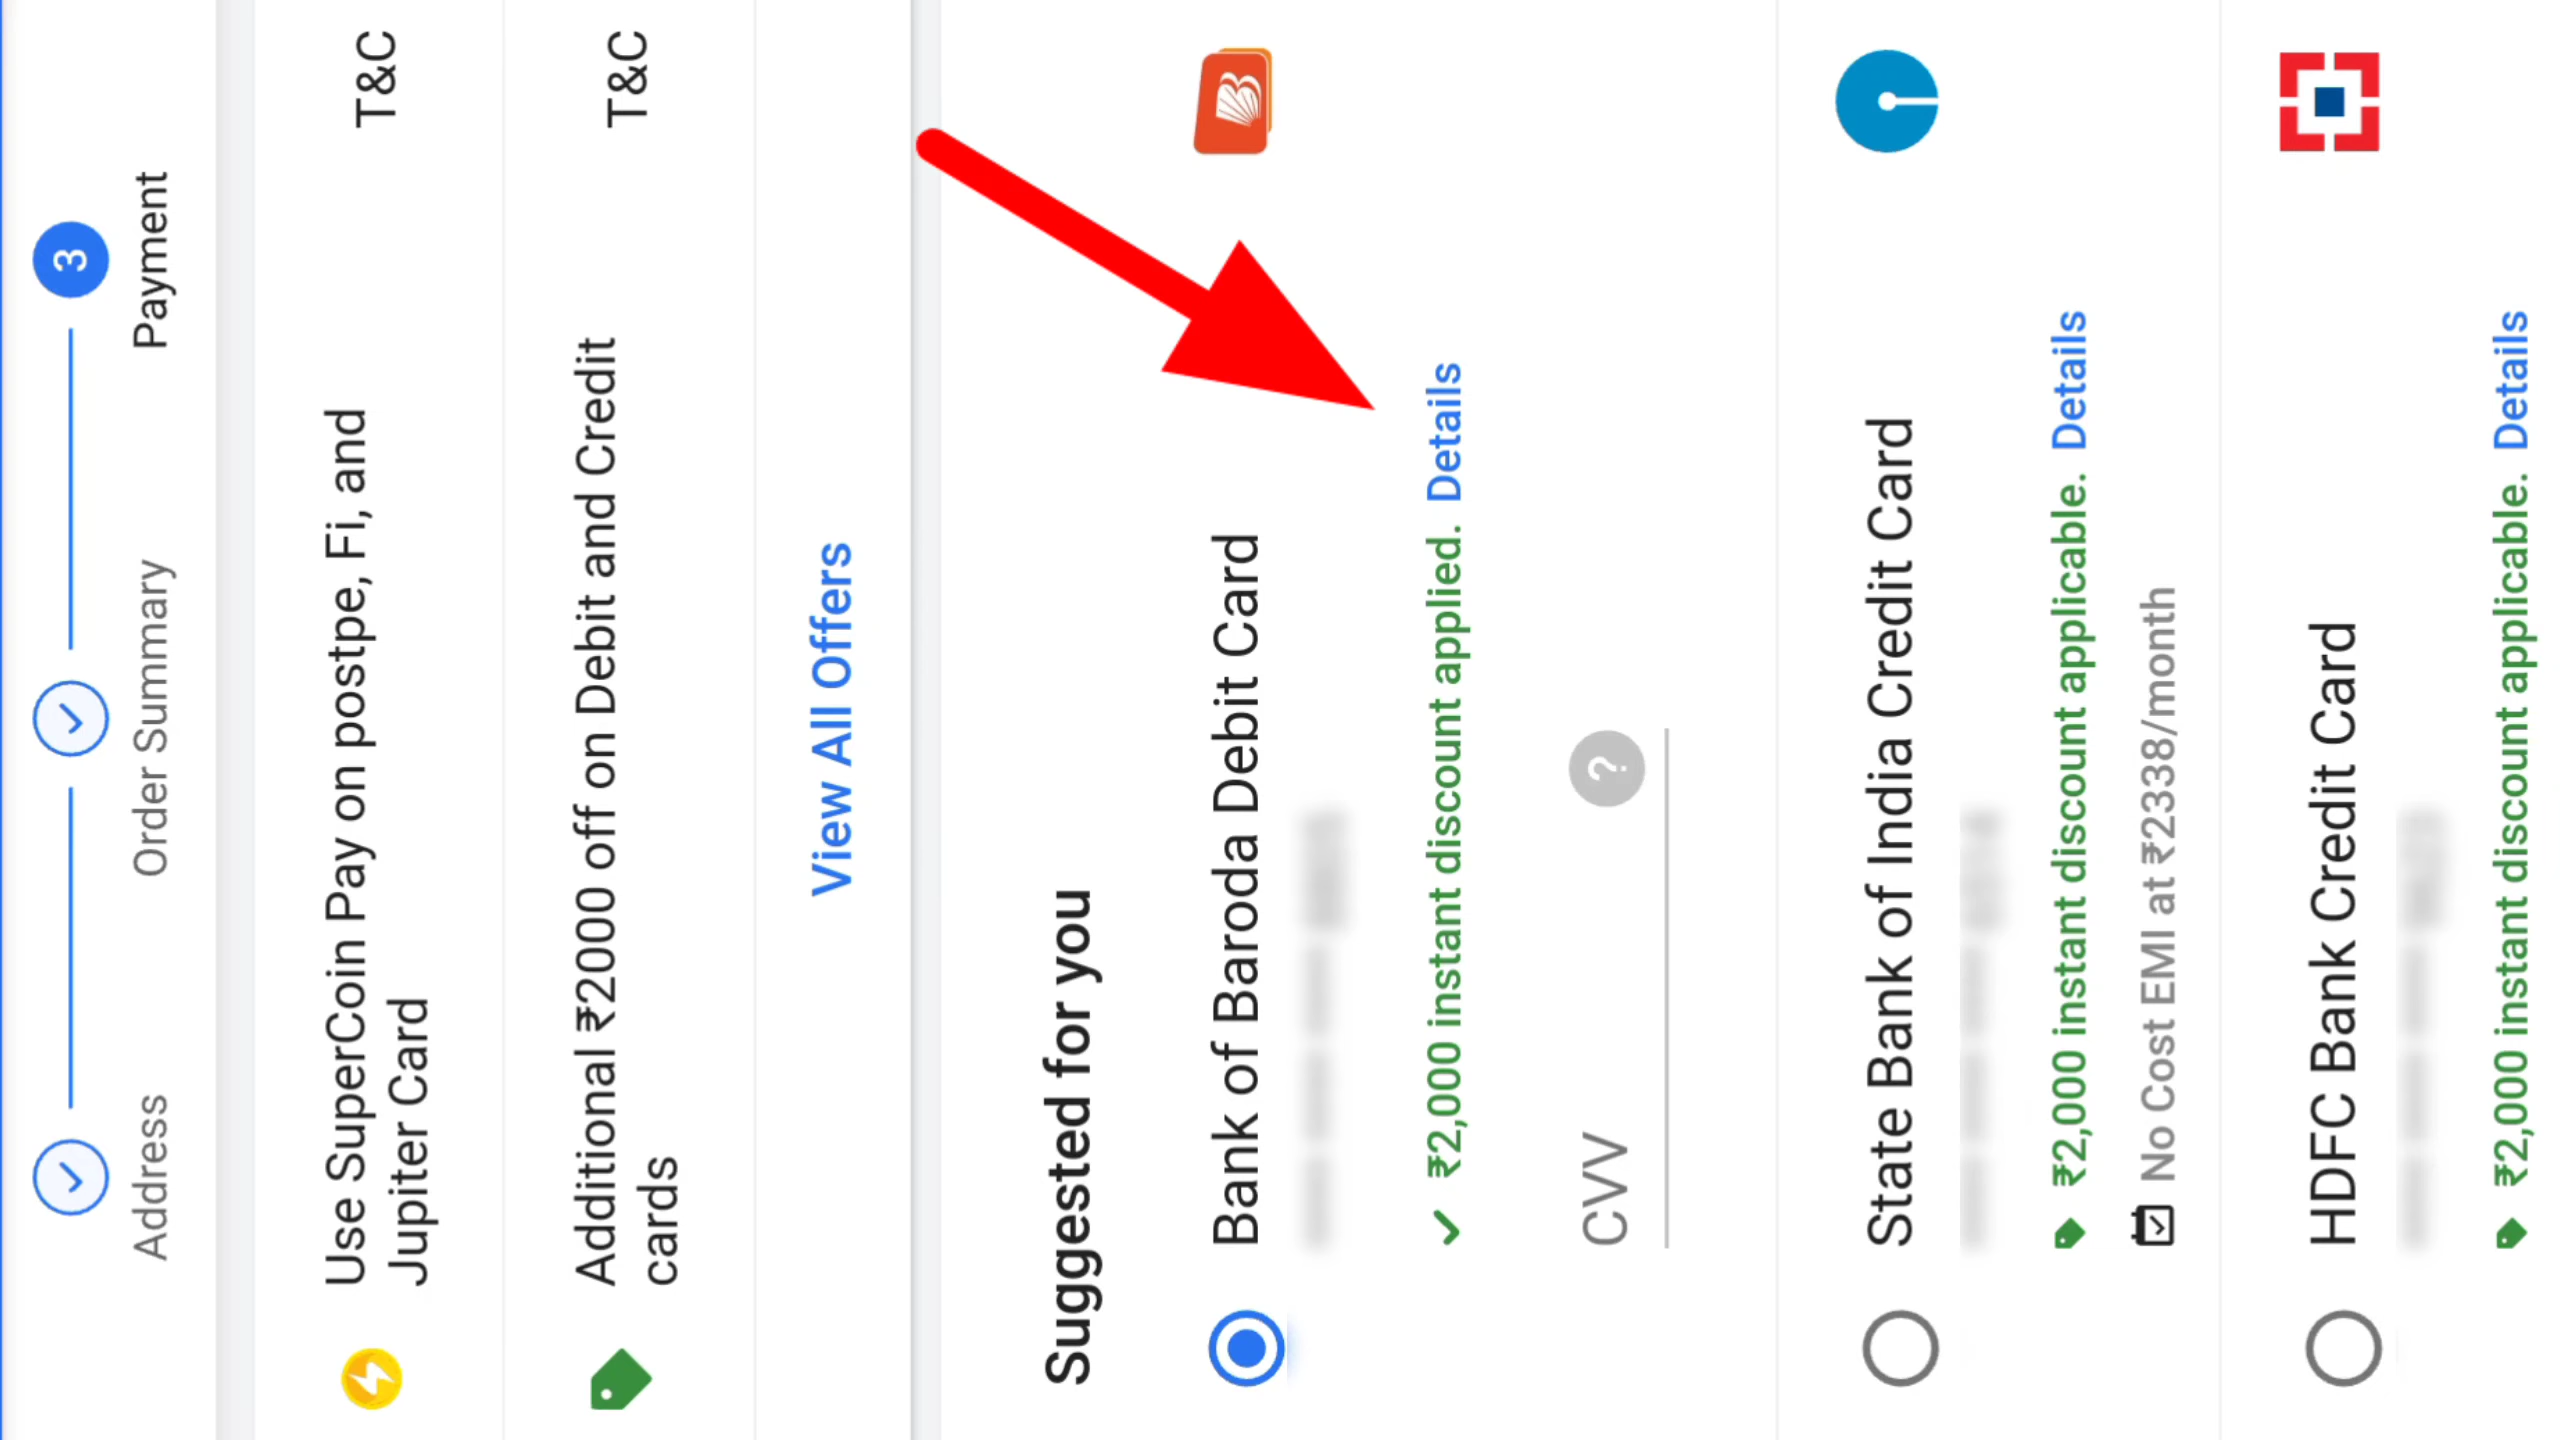 3
Address
Order Summary
Payment
Use SuperCoin Pay on postpe, Fi, and
Jupiter Card
T&C
Additional ₹2000 off on Debit and Credit
cards
T&C
View All Offers
Suggested for you
Bank of Baroda Debit Card
₹2,000 instant discount applied. Details
CVV
?
State Bank of India Credit Card
₹2,000 instant discount applicable. Details
No Cost EMI at ₹2338/month
HDFC Bank Credit Card
₹2,000 instant discount applicable. Details